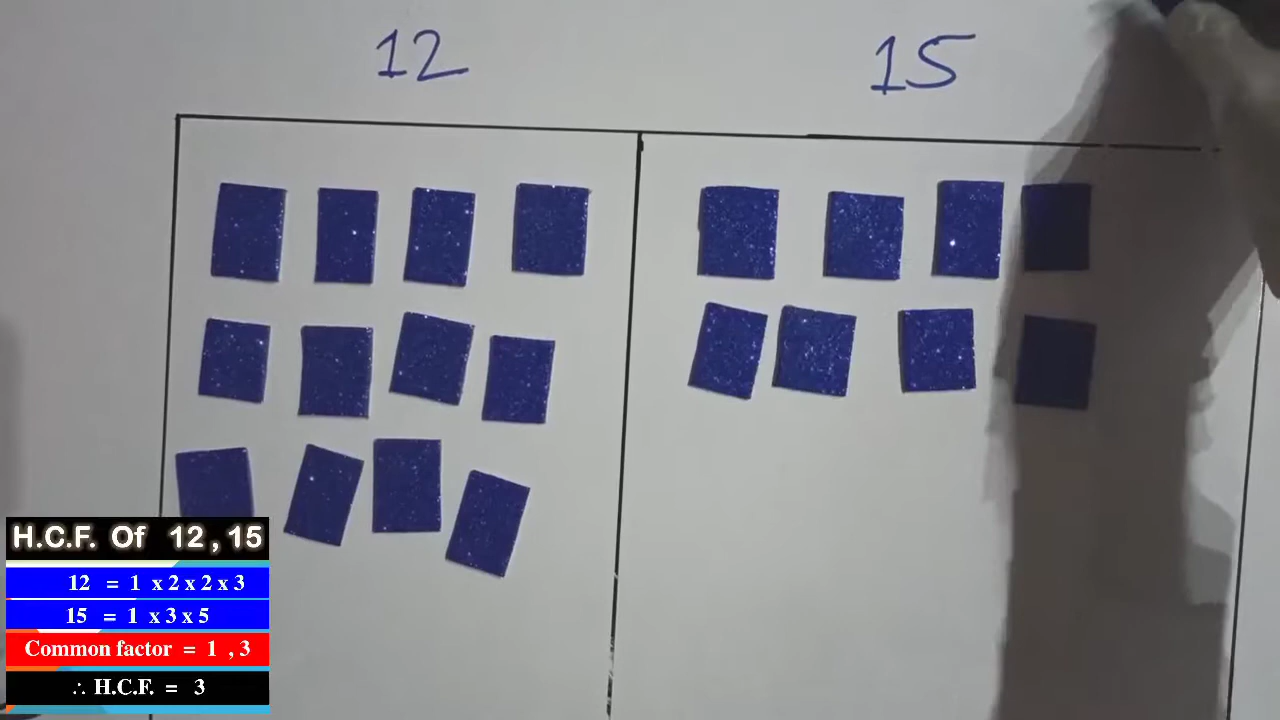 12
15
H.C.F. Of 12 , 15
12 = 1 x 2 x 2 x 3
15 = 1 x 3 x 5
Common factor = 1 , 3
∴ H.C.F. = 3